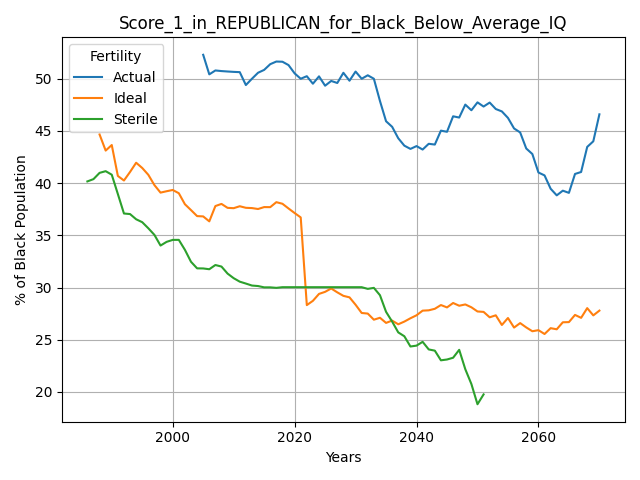 Score_1_in_REPUBLICAN_for_Black_Below_Average_IQ
Fertility
Actual
Ideal
Sterile
% of Black Population
50
45
40
35
30
25
20
2000
2020
2040
2060
Years